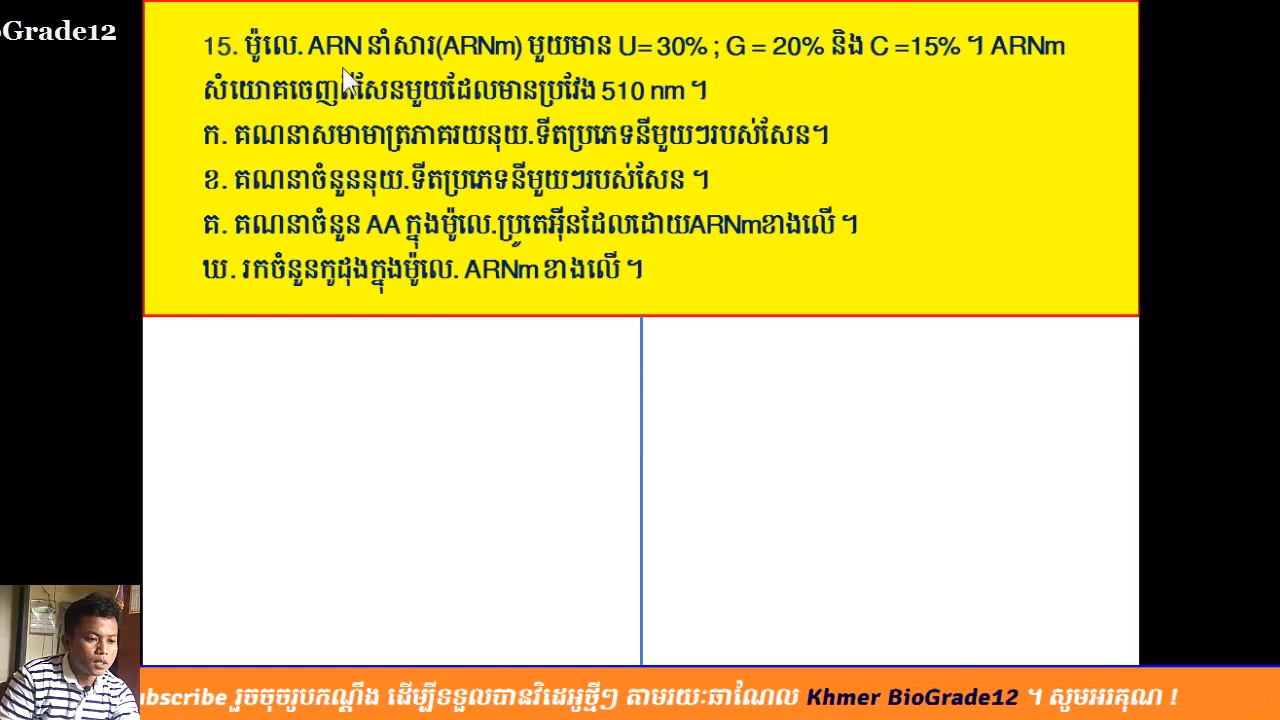 oGrade12
15. ម៉ូលេ. ARN នាំសារ(ARNm) មួយមាន U= 30% ; G = 20% និង C =15% ។ ARNm
សំយោគចេញ សែនមួយដែលមានប្រវែង 510 nm ។
ក. គណនាសមាមាត្រភាគរយនុយ.ទីតប្រភេទនីមួយៗរបស់សែន។
ខ. គណនាចំនួននុយ.ទីតប្រភេទនីមួយៗរបស់សែន ។
គ. គណនាចំនួន AA ក្នុងម៉ូលេ.ប្រូតេអ៊ីនដែលដោយARNmខាងលើ ។
ឃ. រកចំនួនកូដុងក្នុងម៉ូលេ. ARNm ខាងលើ ។
ubscribe រួចចុចរូបកណ្ដឹង ដើម្បីទទួលបានវិដេអូថ្មីៗ តាមរយៈឆាណែល Khmer BioGrade12 ។ សូមអរគុណ !